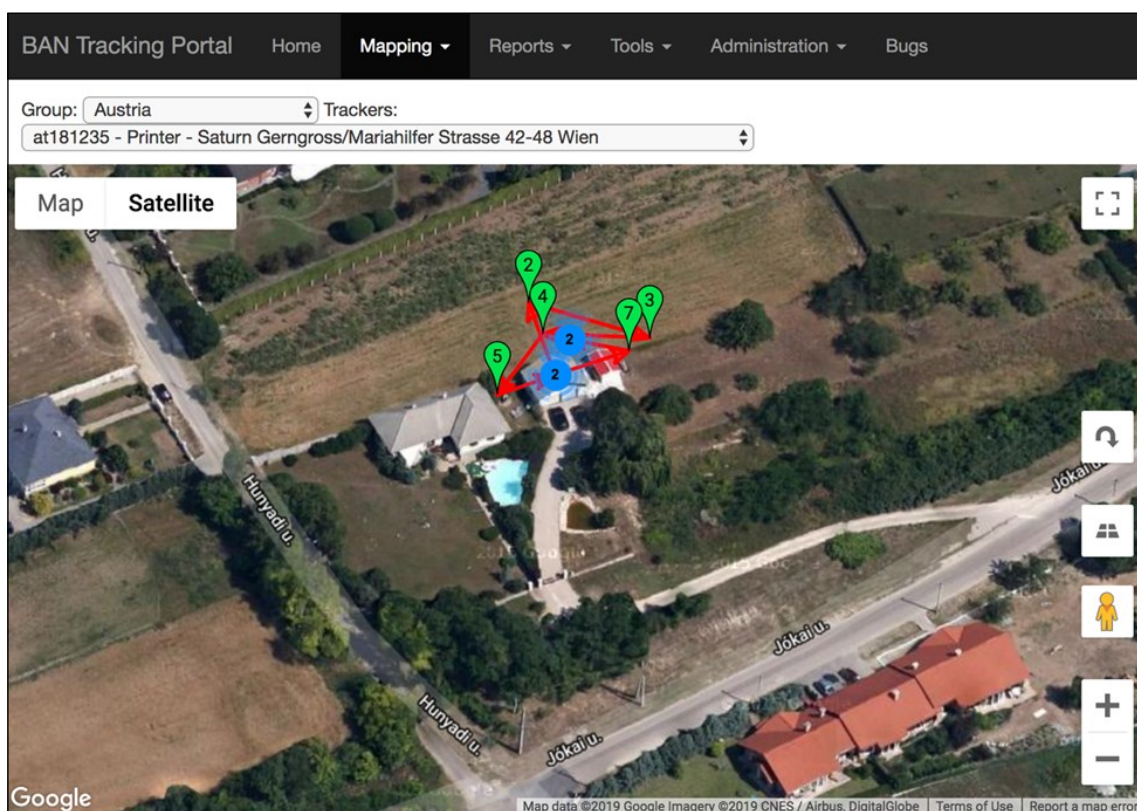 BAN Tracking Portal Home Mapping Reports Tools Administration Bugs
Group: Austria Trackers:
at181235 - Printer - Saturn Gerngross/Mariahilfer Strasse 42-48 Wien
Map Satellite
2
4
3
7
2
5
2
Hunyadi u.
Jókai u.
Jókai u.
Hunyadi u.
Jókai u.
Google
Map data ©2019 Google Imagery ©2019 CNES / Airbus, DigitalGlobe Terms of Use Report a map error